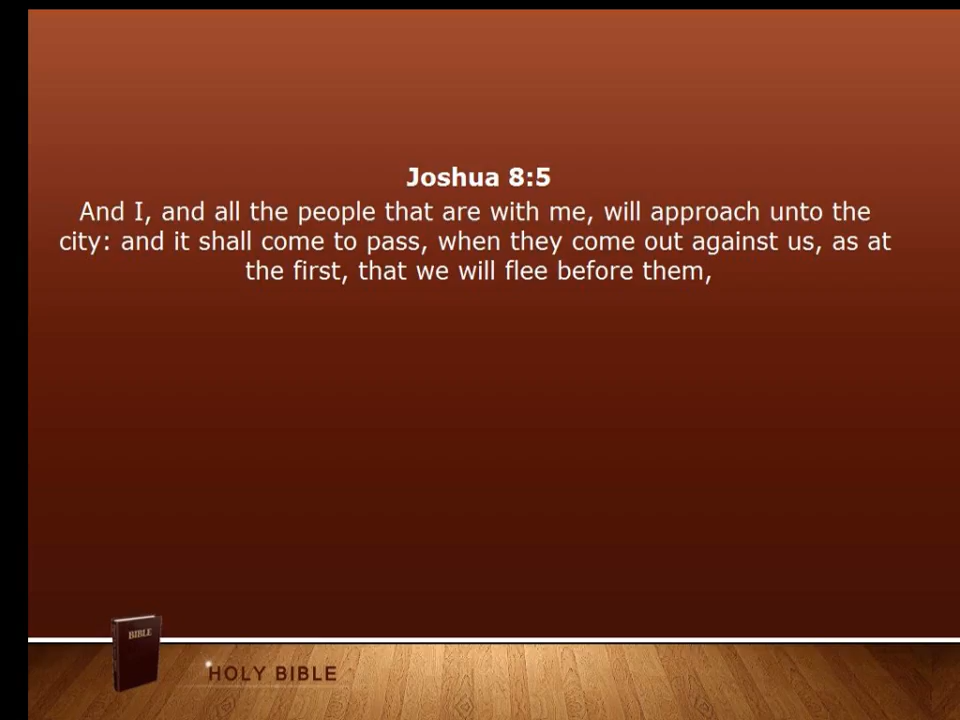 Joshua 8:5
And I, and all the people that are with me, will approach unto the
city: and it shall come to pass, when they come out against us, as at
the first, that we will flee before them,
BIBLE
HOLY BIBLE